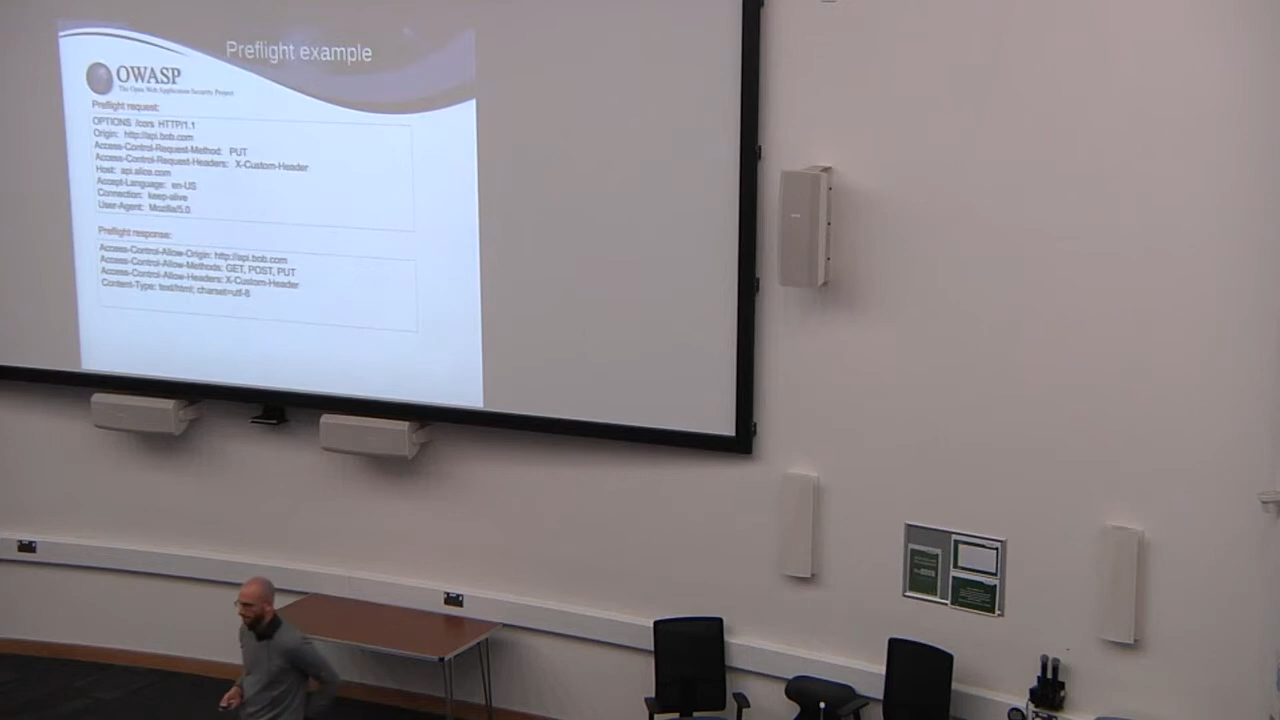 Preflight example
OWASP
The Open Web Application Security Project
Preflight request:
OPTIONS /cors HTTP/1.1
Origin: http://api.bob.com
Access-Control-Request-Method: PUT
Access-Control-Request-Headers: X-Custom-Header
Host: api.alice.com
Accept-Language: en-US
Connection: keep-alive
User-Agent: Mozilla/5.0
Preflight response:
Access-Control-Allow-Origin: http://api.bob.com
Access-Control-Allow-Methods: GET, POST, PUT
Access-Control-Allow-Headers: X-Custom-Header
Content-Type: text/html; charset=utf-8